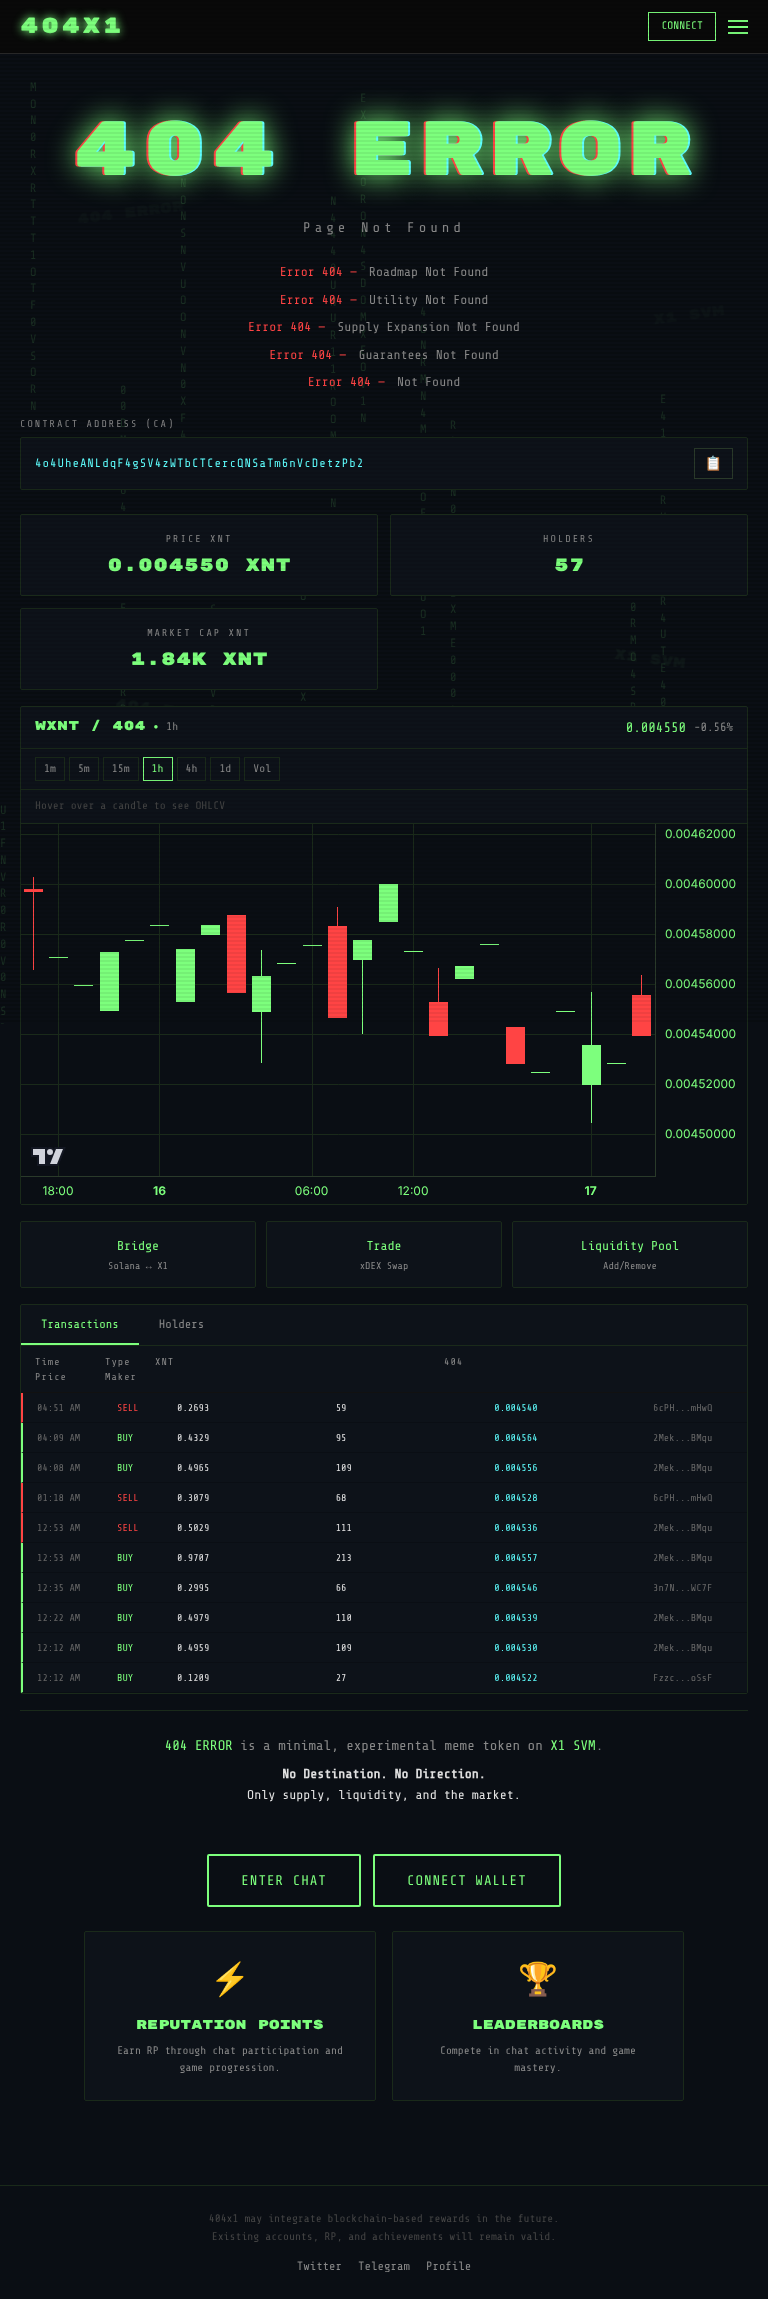 404X1
CONNECT
404 ERROR
Page Not Found
Error 404 — Roadmap Not Found
Error 404 — Utility Not Found
Error 404 — Supply Expansion Not Found
Error 404 — Guarantees Not Found
Error 404 — Not Found
CONTRACT ADDRESS (CA)
4o4UheANLdqF4gSV4zWTbCTCercQNSaTm6nVcDetzPb2
PRICE XNT
0.004550 XNT
HOLDERS
57
MARKET CAP XNT
1.84K XNT
WXNT / 404 • 1h
0.004550 -0.56%
1m 5m 15m 1h 4h 1d Vol
Hover over a candle to see OHLCV
0.00462000
0.00460000
0.00458000
0.00456000
0.00454000
0.00452000
0.00450000
18:00 16 06:00 12:00 17
Bridge
Solana ↔ X1
Trade
xDEX Swap
Liquidity Pool
Add/Remove
Transactions Holders
Time Type XNT 404
Price Maker
04:51 AM SELL 0.2693 59 0.004540 6cPH...mHwQ
04:09 AM BUY 0.4329 95 0.004564 2Mek...BMqu
04:08 AM BUY 0.4965 109 0.004556 2Mek...BMqu
01:18 AM SELL 0.3079 68 0.004528 6cPH...mHwQ
12:53 AM SELL 0.5029 111 0.004536 2Mek...BMqu
12:53 AM BUY 0.9707 213 0.004557 2Mek...BMqu
12:35 AM BUY 0.2995 66 0.004546 3n7N...WC7F
12:22 AM BUY 0.4979 110 0.004539 2Mek...BMqu
12:12 AM BUY 0.4959 109 0.004530 2Mek...BMqu
12:12 AM BUY 0.1209 27 0.004522 Fzzc...oSsF
404 ERROR is a minimal, experimental meme token on X1 SVM.
No Destination. No Direction.
Only supply, liquidity, and the market.
ENTER CHAT
CONNECT WALLET
REPUTATION POINTS
Earn RP through chat participation and
game progression.
LEADERBOARDS
Compete in chat activity and game
mastery.
404x1 may integrate blockchain-based rewards in the future.
Existing accounts, RP, and achievements will remain valid.
Twitter Telegram Profile